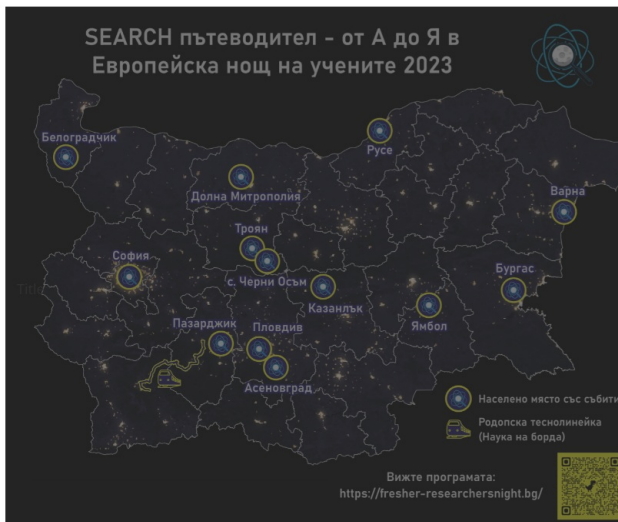 SEARCH пътеводител - от А до Я в
Европейска нощ на учените 2023
Белоградчик
Русе
Долна Митрополия
Варна
Троян
София
с. Черни Осъм
Бургас
Казанлък
Ямбол
Пазарджик
Пловдив
Асеновград
Населено място със събити
Родопска теснолинейка
(Наука на борда)
Вижте програмата:
https://fresher-researchersnight.bg/